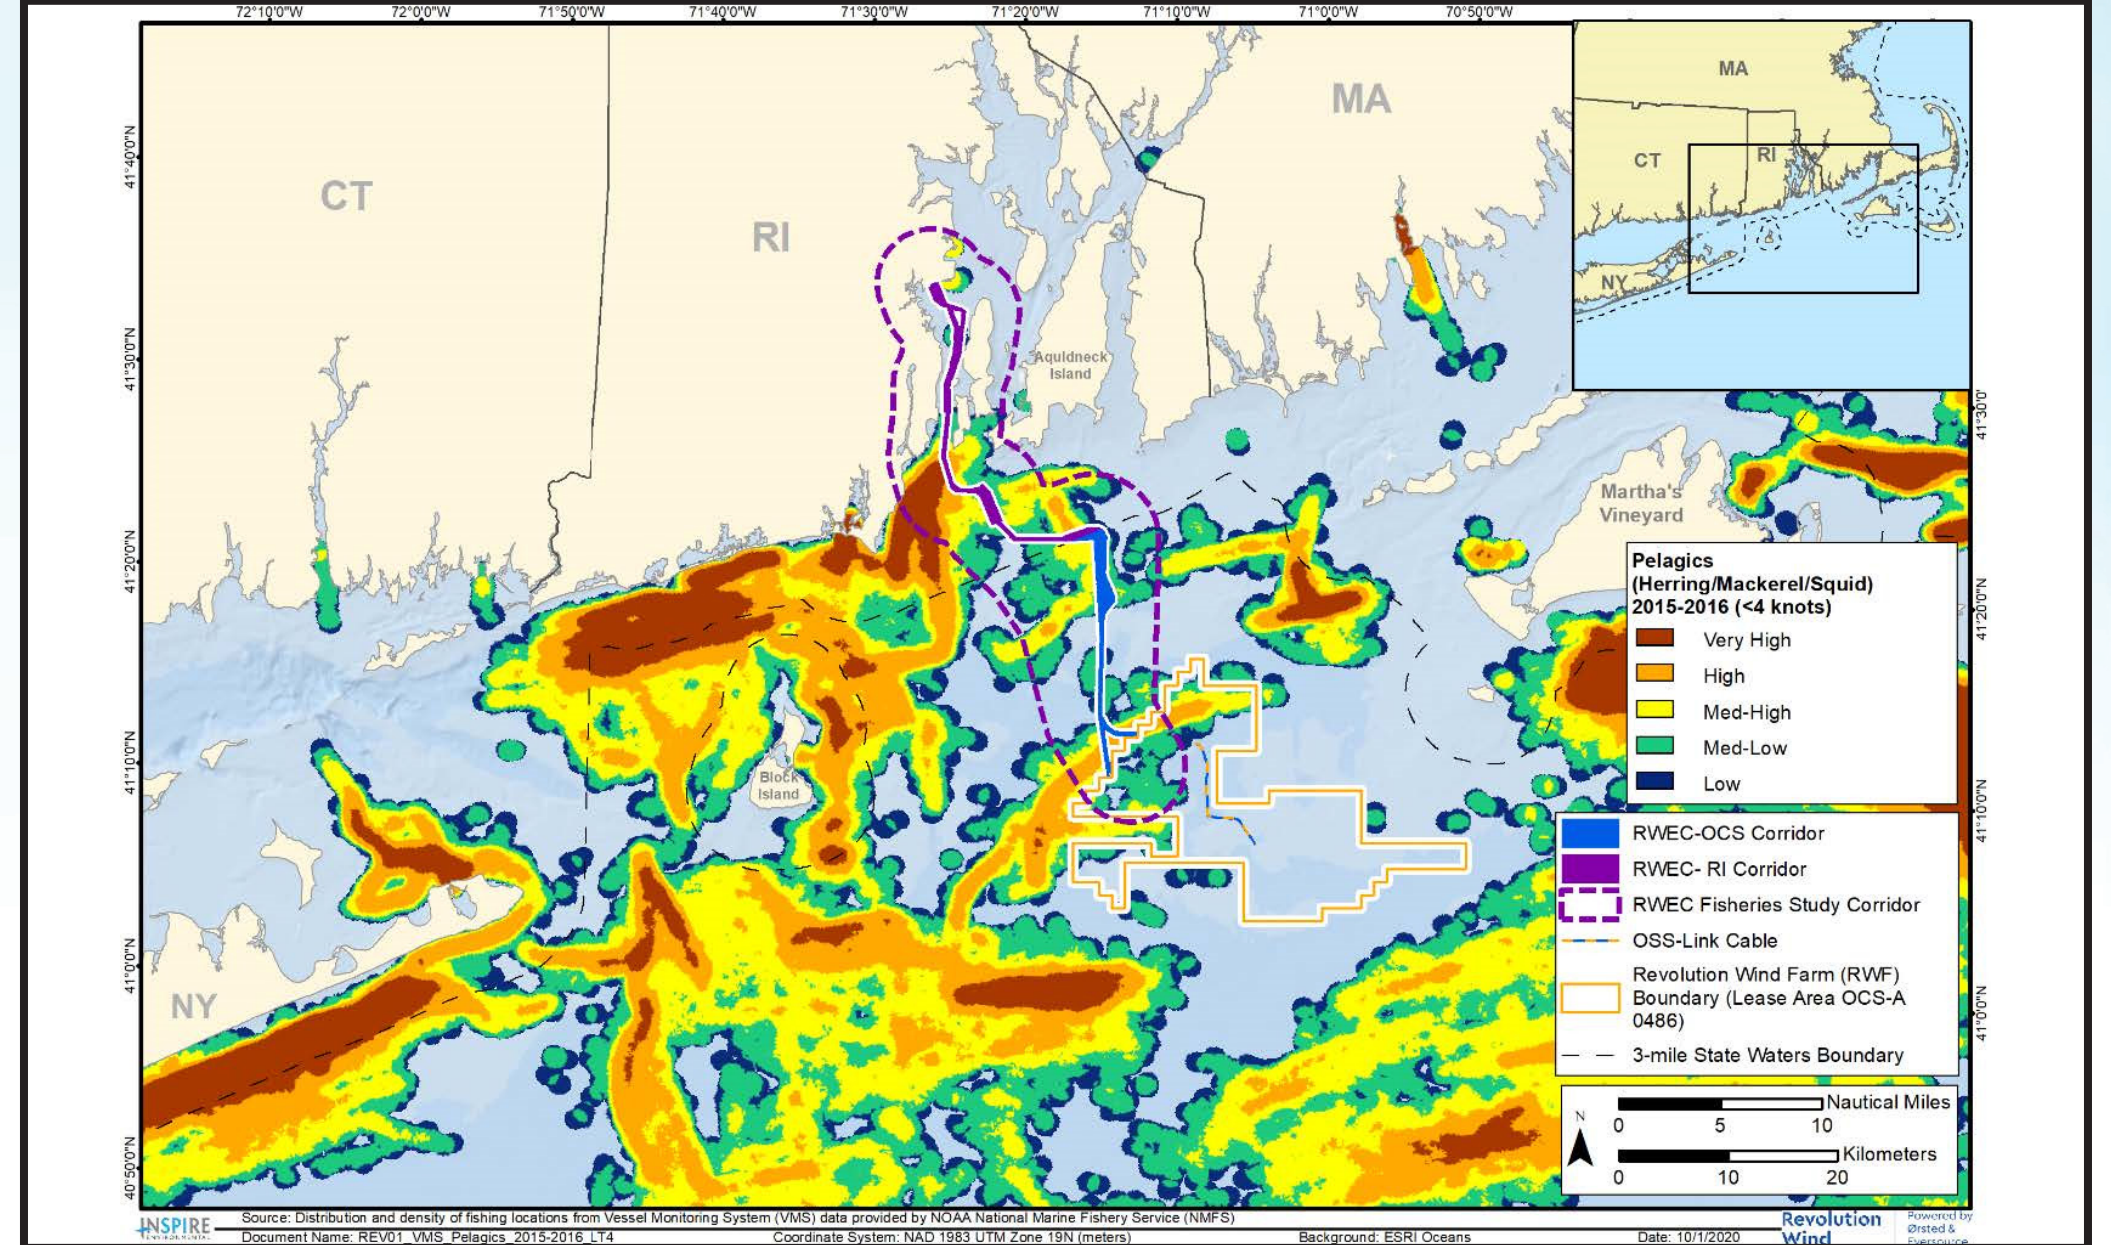 72°10'0"W 72°0'0"W 71°50'0"W 71°40'0"W 71°30'0"W 71°20'0"W 71°10'0"W 71°0'0"W 70°50'0"W
41°40'0"N
41°30'0"N
41°20'0"N
41°10'0"N
41°0'0"N
40°50'0"N
CT
RI
MA
NY
Aquidneck
Island
Block
Island
Martha's
Vineyard
MA
CT
RI
NY
41°30'0"
41°20'0"N
41°10'0"N
41°0'0"N
Pelagics
(Herring/Mackerel/Squid)
2015-2016 (<4 knots)
Very High
High
Med-High
Med-Low
Low
RWEC-OCS Corridor
RWEC- RI Corridor
RWEC Fisheries Study Corridor
OSS-Link Cable
Revolution Wind Farm (RWF)
Boundary (Lease Area OCS-A
0486)
3-mile State Waters Boundary
N
Nautical Miles
0 5 10
Kilometers
0 10 20
INSPIRE
ENVIRONMENTAL
Source: Distribution and density of fishing locations from Vessel Monitoring System (VMS) data provided by NOAA National Marine Fishery Service (NMFS)
Document Name: REV01_VMS_Pelagics_2015-2016_LT4 Coordinate System: NAD 1983 UTM Zone 19N (meters) Background: ESRI Oceans Date: 10/1/2020
Revolution
Wind
Powered by
Ørsted &
Eversource